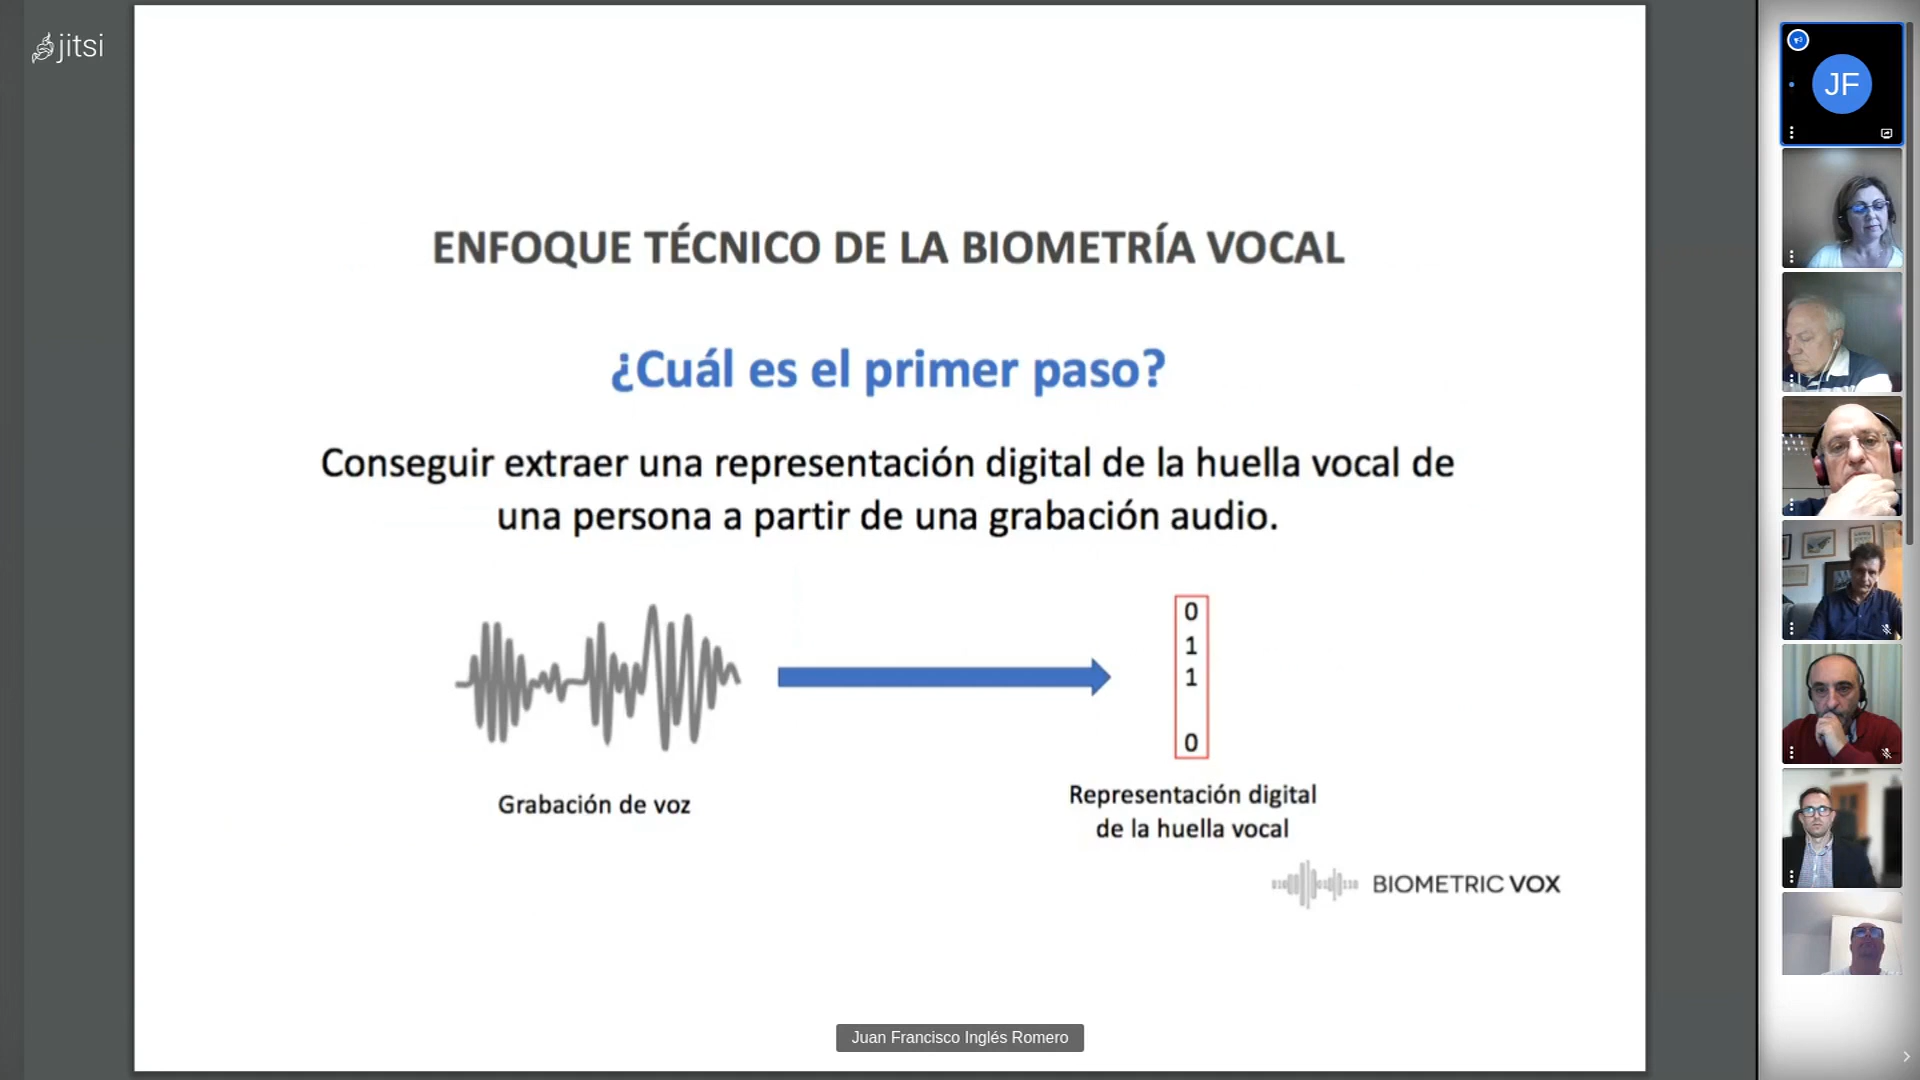 jitsi
JF
ENFOQUE TÉCNICO DE LA BIOMETRÍA VOCAL
¿Cuál es el primer paso?
Conseguir extraer una representación digital de la huella vocal de
una persona a partir de una grabación audio.
0
1
1
0
Grabación de voz
Representación digital
de la huella vocal
BIOMETRIC VOX
Juan Francisco Inglés Romero